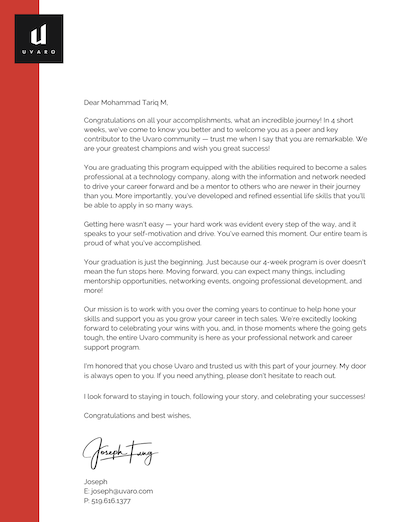 u
UVARO
Dear Mohammad Tariq M,
Congratulations on all your accomplishments, what an incredible journey! In 4 short
weeks, we've come to know you better and to welcome you as a peer and key
contributor to the Uvaro community — trust me when I say that you are remarkable. We
are your greatest champions and wish you great success!
You are graduating this program equipped with the abilities required to become a sales
professional at a technology company, along with the information and network needed
to drive your career forward and be a mentor to others who are newer in their journey
than you. More importantly, you've developed and refined essential life skills that you'll
be able to apply in so many ways.
Getting here wasn't easy — your hard work was evident every step of the way, and it
speaks to your self-motivation and drive. You've earned this moment. Our entire team is
proud of what you've accomplished.
Your graduation is just the beginning. Just because our 4-week program is over doesn't
mean the fun stops here. Moving forward, you can expect many things, including
mentorship opportunities, networking events, ongoing professional development, and
more!
Our mission is to work with you over the coming years to continue to help hone your
skills and support you as you grow your career in tech sales. We're excitedly looking
forward to celebrating your wins with you, and, in those moments where the going gets
tough, the entire Uvaro community is here as your professional network and career
support program.
I'm honored that you chose Uvaro and trusted us with this part of your journey. My door
is always open to you. If you need anything, please don't hesitate to reach out.
I look forward to staying in touch, following your story, and celebrating your successes!
Congratulations and best wishes,
Joseph Fung
Joseph
E: joseph@uvaro.com
P: 519.616.1377